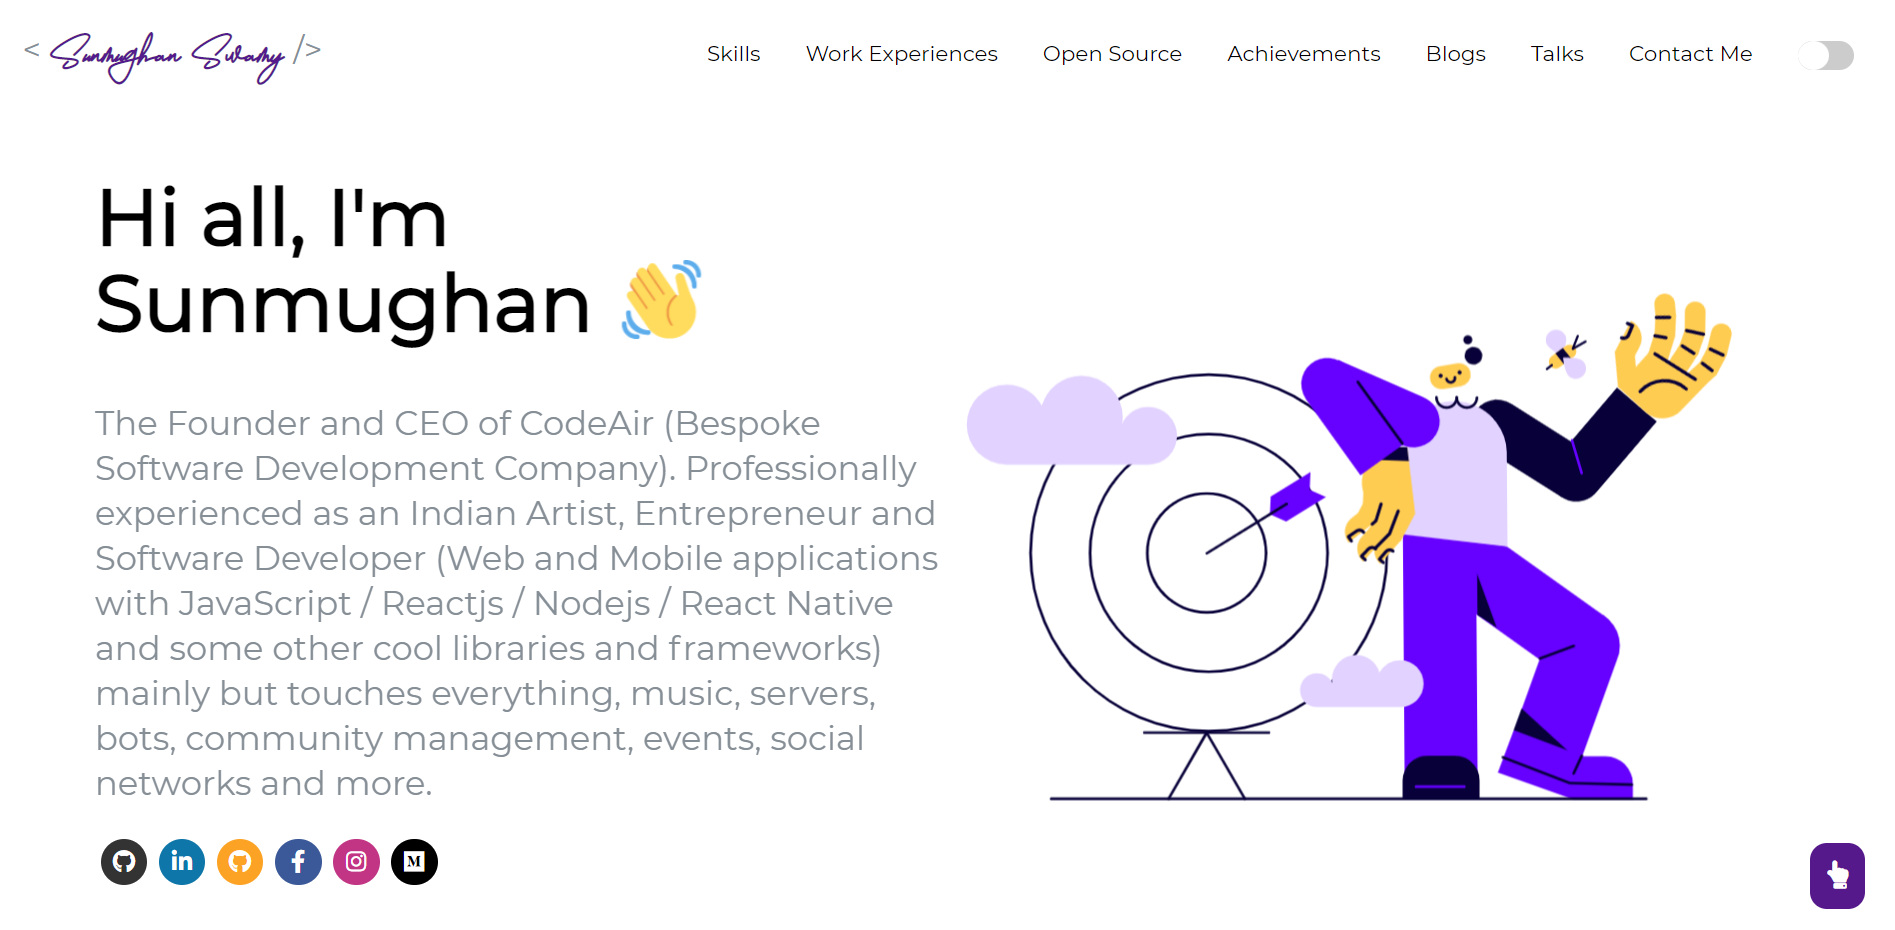 < Sunmughan Swamy />
Skills
Work Experiences
Open Source
Achievements
Blogs
Talks
Contact Me
Hi all, I'm
Sunmughan 👋
The Founder and CEO of CodeAir (Bespoke
Software Development Company). Professionally
experienced as an Indian Artist, Entrepreneur and
Software Developer (Web and Mobile applications
with JavaScript / Reactjs / Nodejs / React Native
and some other cool libraries and frameworks)
mainly but touches everything, music, servers,
bots, community management, events, social
networks and more.